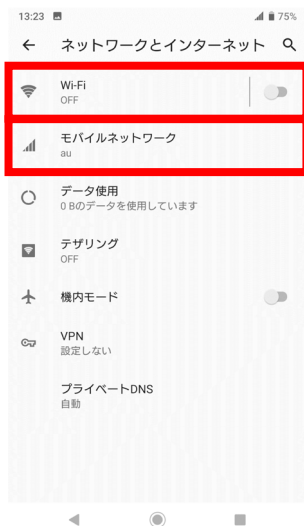 13:23 75%
ネットワークとインターネット
Wi-Fi
OFF
モバイルネットワーク
au
データ使用
0 Bのデータを使用しています
テザリング
OFF
機内モード
VPN
設定しない
プライベートDNS
自動